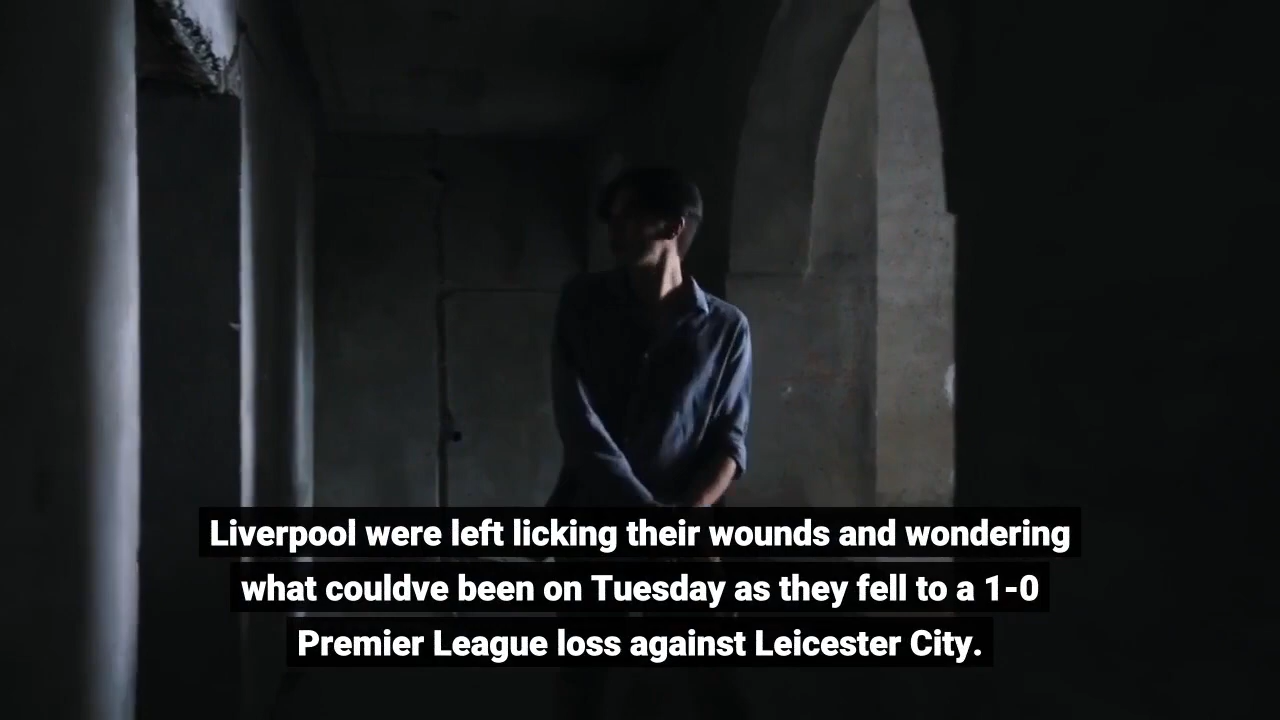 Liverpool were left licking their wounds and wondering
what couldve been on Tuesday as they fell to a 1-0
Premier League loss against Leicester City.